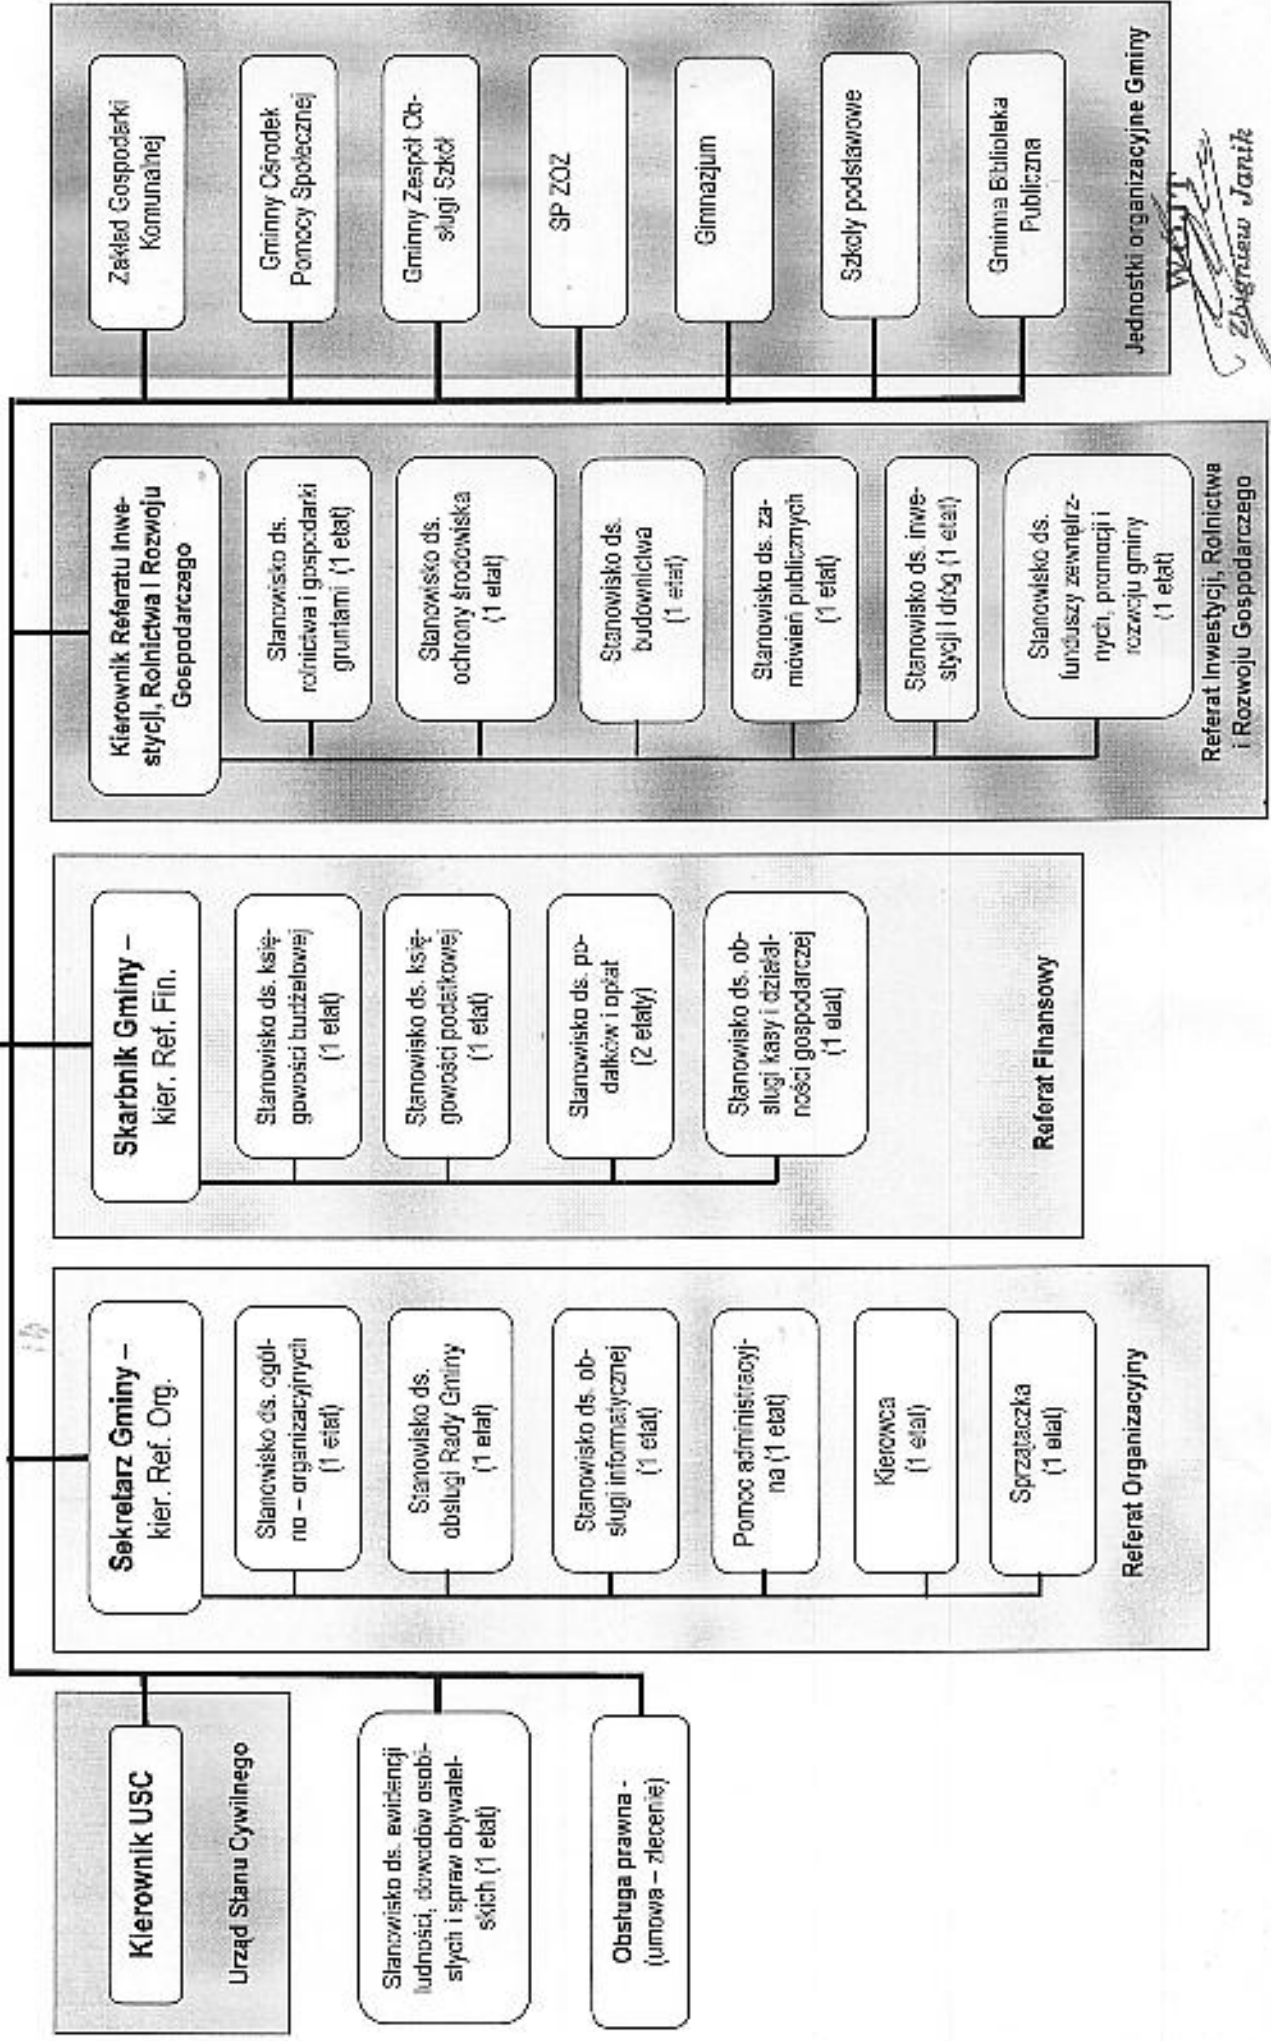 Kierownik USC
Urząd Stanu Cywilnego
Stanowisko ds. ewidencji
ludności, dowodów osobi-
stych i spraw obywatel-
skich (1 etat)
Obsługa prawna -
(umowa – zlecenie)
Sekretarz Gminy –
kier. Ref. Org.
Stanowisko ds. ogól-
no – organizacyjnych
(1 etat)
Stanowisko ds.
obsługi Rady Gminy
(1 etat)
Stanowisko ds. ob-
sługi informatycznej
(1 etat)
Pomoc administracyj-
na (1 etat)
Kierowca
(1 etat)
Sprzątaczka
(1 etat)
Referat Organizacyjny
Skarbnik Gminy –
kier. Ref. Fin.
Stanowisko ds. księ-
gowości budżetowej
(1 etat)
Stanowisko ds. księ-
gowości podatkowej
(1 etat)
Stanowisko ds. po-
datków i opłat
(2 etaty)
Stanowisko ds. ob-
sługi kasy i działal-
ności gospodarczej
(1 etat)
Referat Finansowy
Kierownik Referatu Inwe-
stycji, Rolnictwa i Rozwoju
Gospodarczego
Stanowisko ds.
rolnictwa i gospodarki
gruntami (1 etat)
Stanowisko ds.
ochrony środowiska
(1 etat)
Stanowisko ds.
budownictwa
(1 etat)
Stanowisko ds. za-
mówień publicznych
(1 etat)
Stanowisko ds. inwe-
stycji i dróg (1 etat)
Stanowisko ds.
funduszy zewnętrz-
nych, promocji i
rozwoju gminy
(1 etat)
Referat Inwestycji, Rolnictwa
i Rozwoju Gospodarczego
Zakład Gospodarki
Komunalnej
Gminny Ośrodek
Pomocy Społecznej
Gminny Zespół Ob-
sługi Szkół
SP ZOZ
Gimnazjum
Szkoły podstawowe
Gminna Biblioteka
Publiczna
Jednostki organizacyjne Gminy
WÓJT
Zbigniew Janik